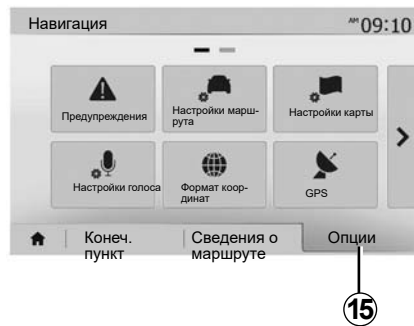 Навигация
AM 09:10
Предупреждения
Настройки марш-
рута
Настройки карты
Настройки голоса
Формат коор-
динат
GPS
Конеч.
пункт
Сведения о
маршруте
Опции
15